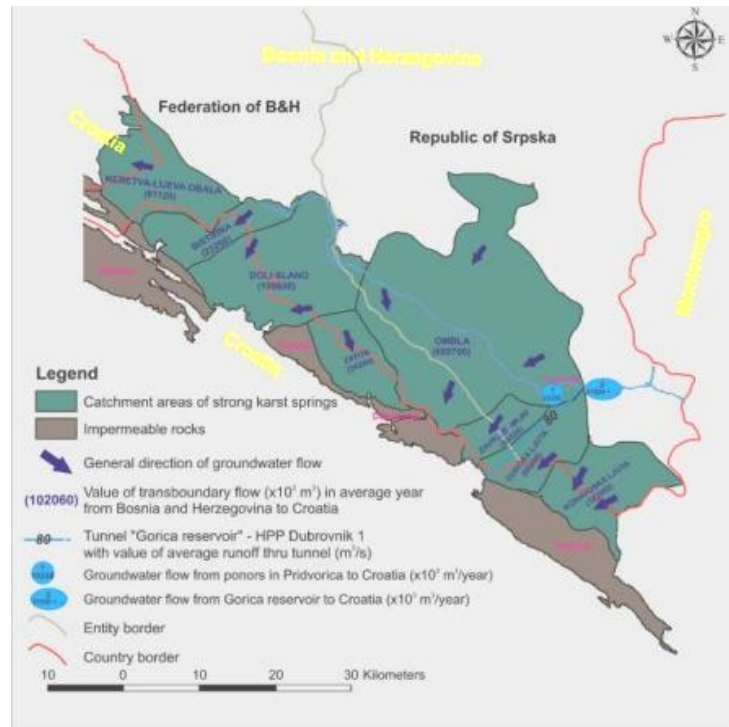 N
W
E
S
Bosnia and Herzegovina
Federation of B&H
Republic of Srpska
Croatia
Montenegro
NERETVA-LIJEVA OBALA
BISTRINA
DOLI-SLANO
OMBLA
ZATON
Croatia
Legend
Catchment areas of strong karst springs
Impermeable rocks
General direction of groundwater flow
(102060) Value of transboundary flow (x10³ m³) in average year
from Bosnia and Herzegovina to Croatia
80 Tunnel "Gorica reservoir" - HPP Dubrovnik 1
with value of average runoff thru tunnel (m³/s)
Groundwater flow from ponors in Pridvorica to Croatia (x10³ m³/year)
Groundwater flow from Gorica reservoir to Croatia (x10³ m³/year)
Entity border
Country border
10 0 10 20 30 Kilometers
80